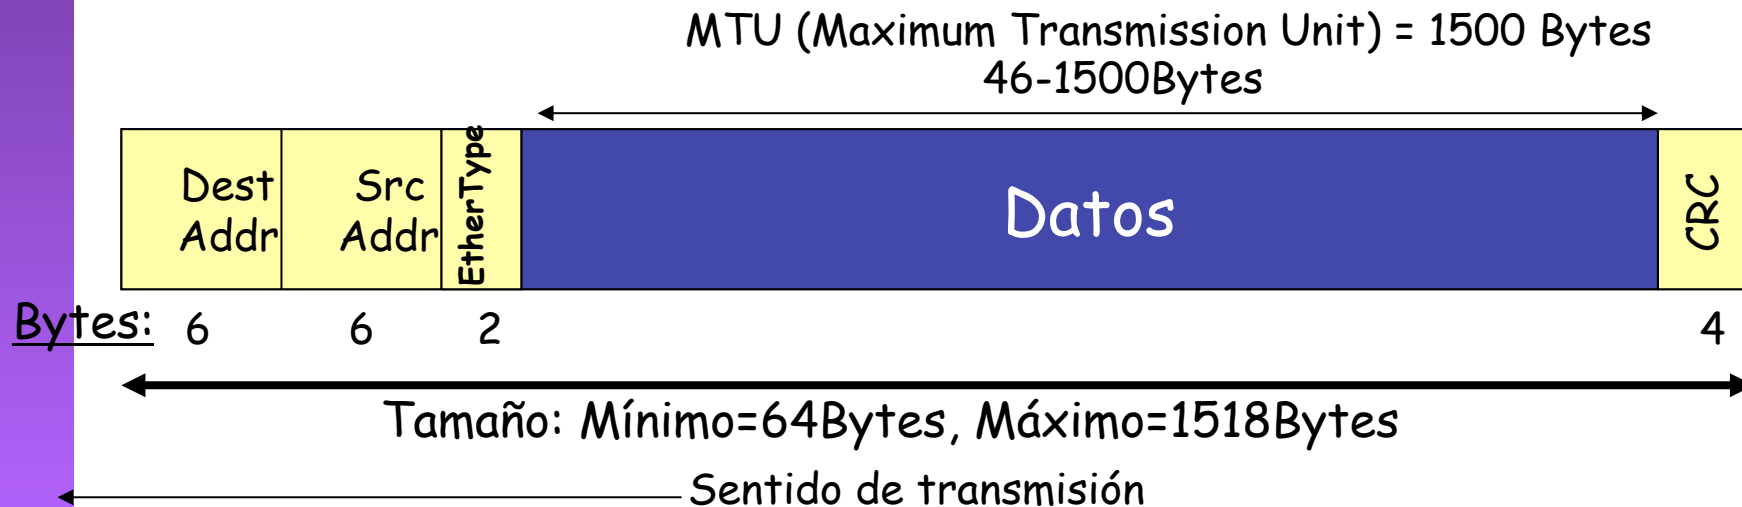 MTU (Maximum Transmission Unit) = 1500 Bytes
46-1500Bytes
Dest
Addr
Src
Addr
EtherType
Datos
CRC
Bytes: 6 6 2 4
Tamaño: Mínimo=64Bytes, Máximo=1518Bytes
Sentido de transmisión